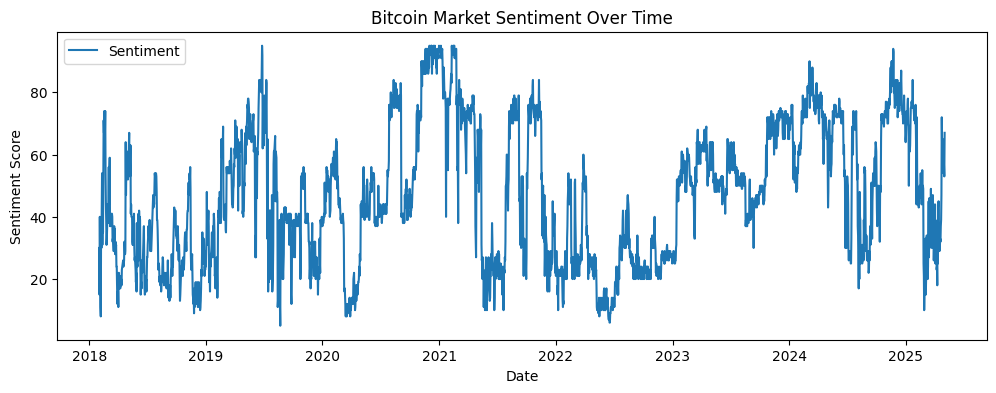 Bitcoin Market Sentiment Over Time
Sentiment
Sentiment Score
80
60
40
20
2018 2019 2020 2021 2022 2023 2024 2025
Date